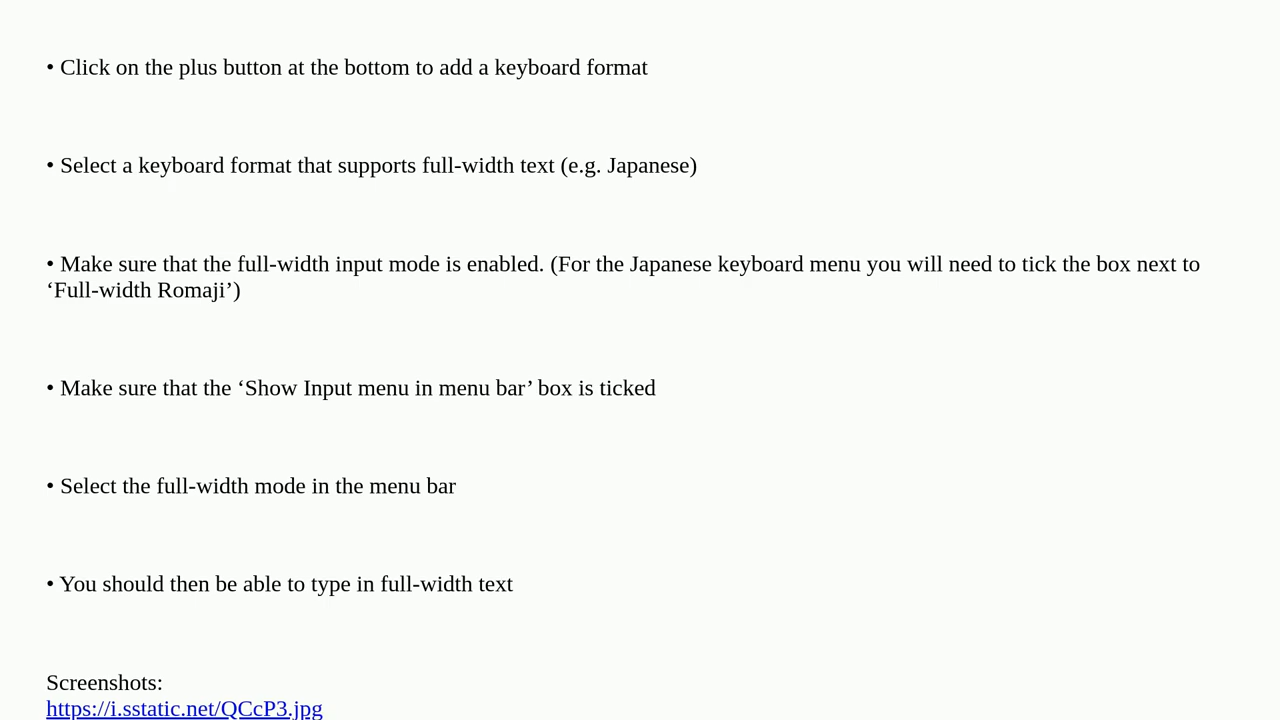 • Click on the plus button at the bottom to add a keyboard format
• Select a keyboard format that supports full-width text (e.g. Japanese)
• Make sure that the full-width input mode is enabled. (For the Japanese keyboard menu you will need to tick the box next to
‘Full-width Romaji’)
• Make sure that the ‘Show Input menu in menu bar’ box is ticked
• Select the full-width mode in the menu bar
• You should then be able to type in full-width text
Screenshots:
https://i.sstatic.net/QCcP3.jpg